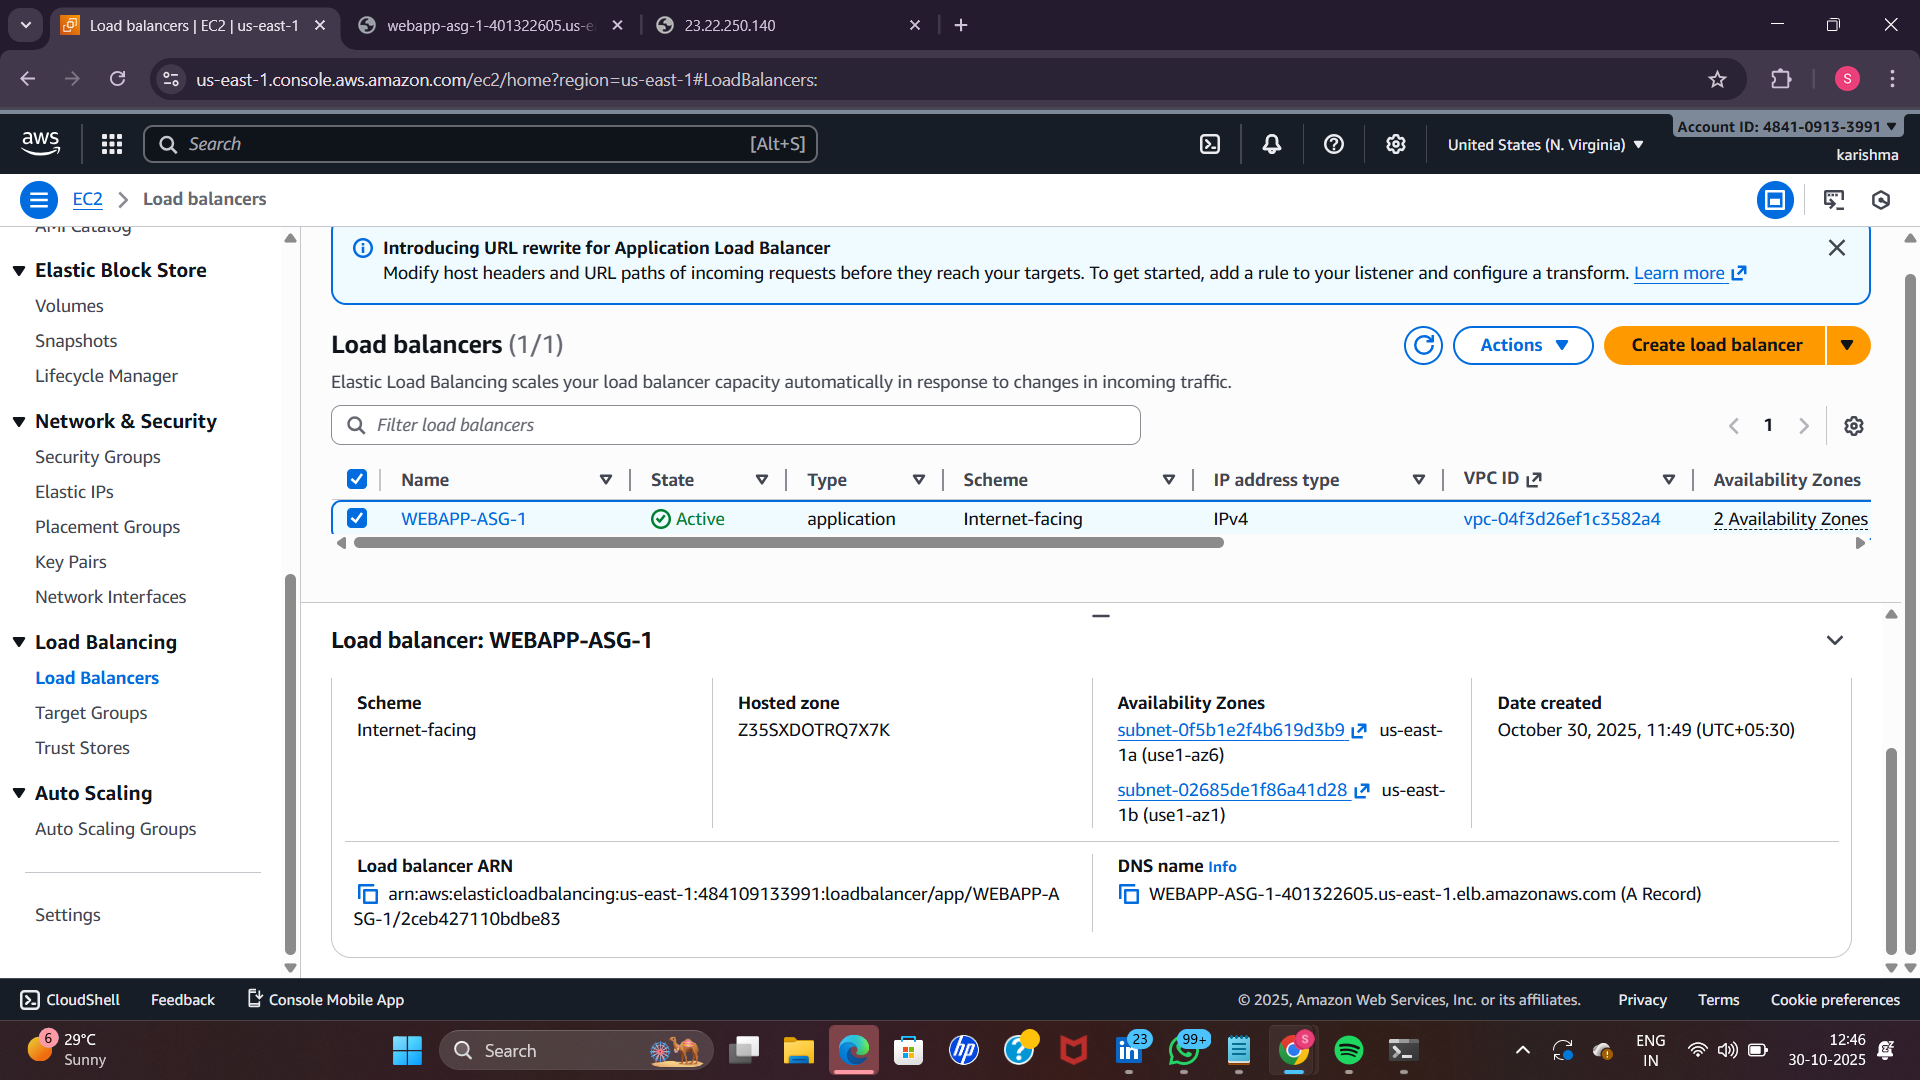 Load balancers | EC2 | us-east-1
webapp-asg-1-401322605.us-ea
23.22.250.140
us-east-1.console.aws.amazon.com/ec2/home?region=us-east-1#LoadBalancers:
S
aws
Search
[Alt+S]
United States (N. Virginia)
Account ID: 4841-0913-3991
karishma
EC2
Load balancers
AMI Catalog
Elastic Block Store
Volumes
Snapshots
Lifecycle Manager
Network & Security
Security Groups
Elastic IPs
Placement Groups
Key Pairs
Network Interfaces
Load Balancing
Load Balancers
Target Groups
Trust Stores
Auto Scaling
Auto Scaling Groups
Settings
Introducing URL rewrite for Application Load Balancer
Modify host headers and URL paths of incoming requests before they reach your targets. To get started, add a rule to your listener and configure a transform. Learn more
Load balancers (1/1)
Actions
Create load balancer
Elastic Load Balancing scales your load balancer capacity automatically in response to changes in incoming traffic.
Filter load balancers
1
Name State Type Scheme IP address type VPC ID Availability Zones
WEBAPP-ASG-1 Active application Internet-facing IPv4 vpc-04f3d26ef1c3582a4 2 Availability Zones
Load balancer: WEBAPP-ASG-1
Scheme
Internet-facing
Hosted zone
Z35SXDOTRQ7X7K
Availability Zones
subnet-0f5b1e2f4b619d3b9 us-east-
1a (use1-az6)
subnet-02685de1f86a41d28 us-east-
1b (use1-az1)
Date created
October 30, 2025, 11:49 (UTC+05:30)
Load balancer ARN
arn:aws:elasticloadbalancing:us-east-1:484109133991:loadbalancer/app/WEBAPP-A
SG-1/2ceb427110bdbe83
DNS name Info
WEBAPP-ASG-1-401322605.us-east-1.elb.amazonaws.com (A Record)
CloudShell
Feedback
Console Mobile App
© 2025, Amazon Web Services, Inc. or its affiliates.
Privacy
Terms
Cookie preferences
6
29°C
Sunny
Search
hp
23
99+
S
ENG
IN
12:46
30-10-2025